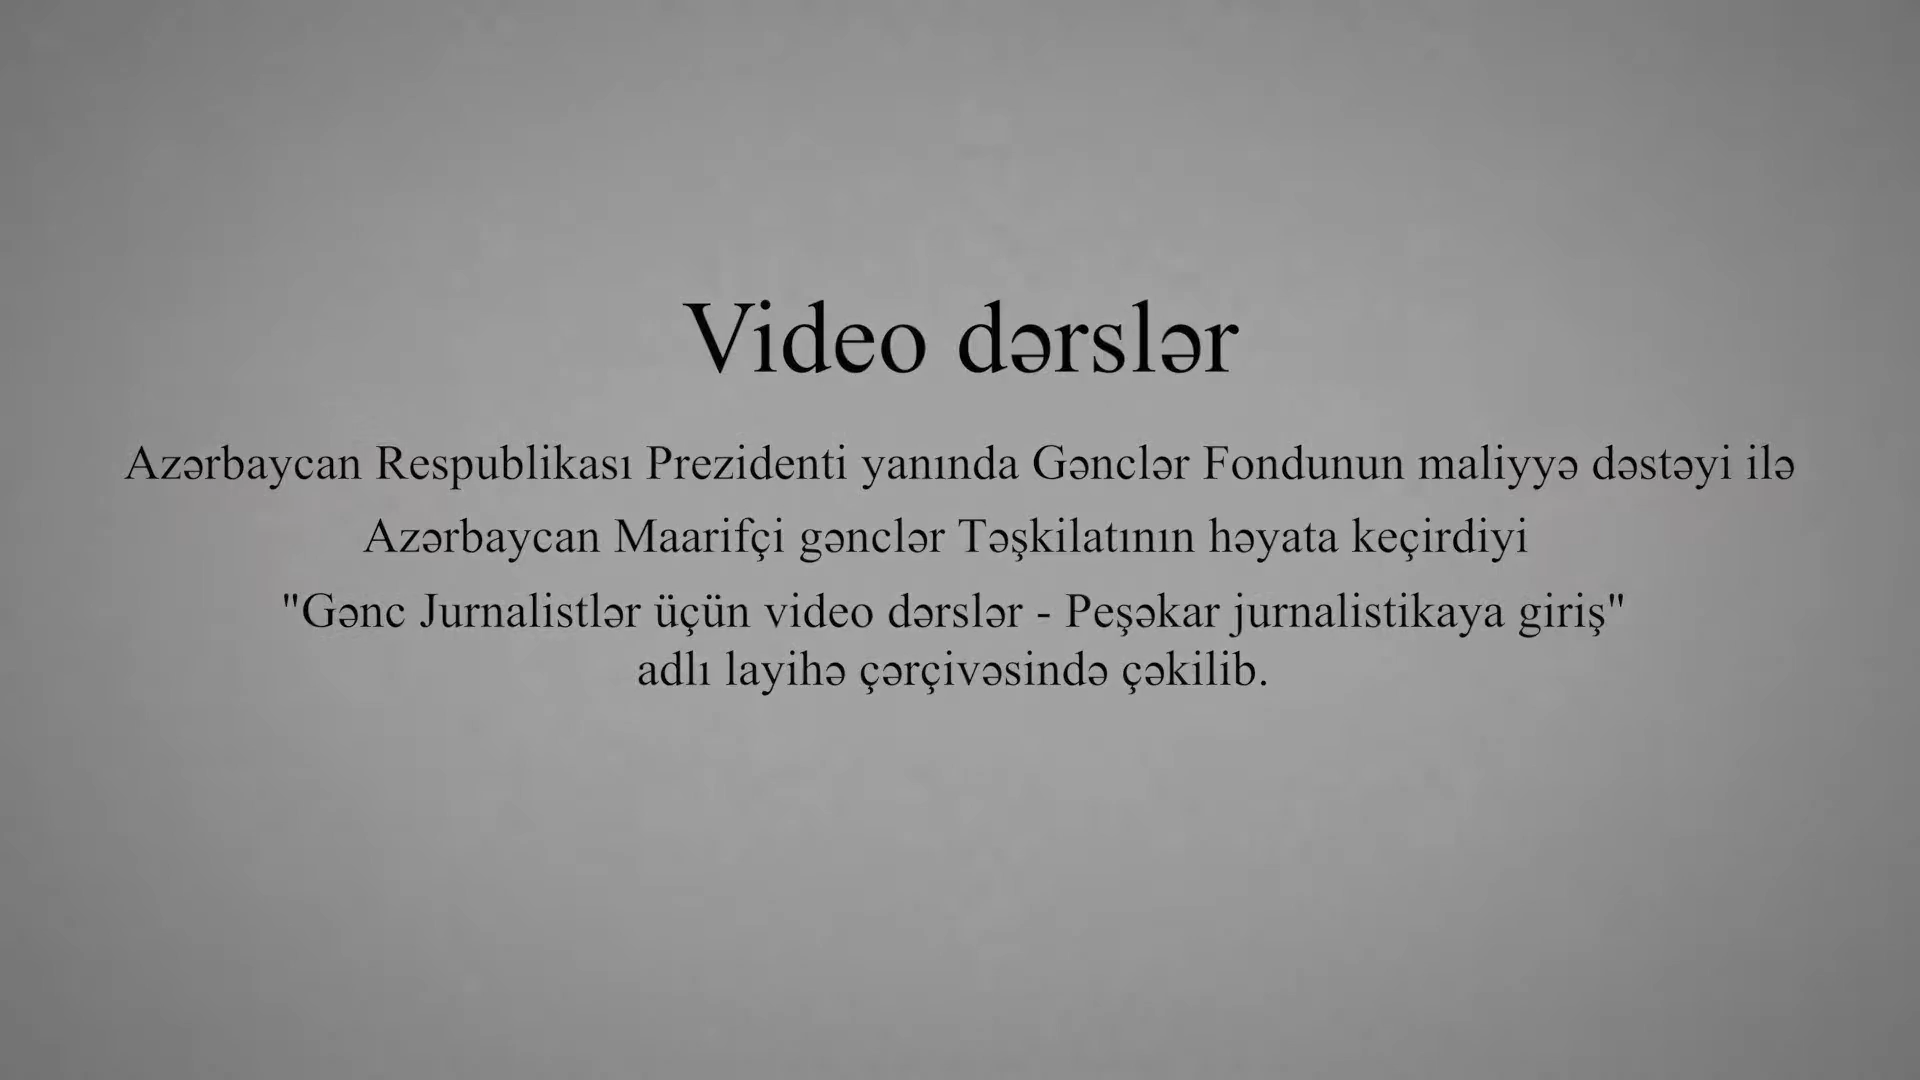 Video dərslər
Azərbaycan Respublikası Prezidenti yanında Gənclər Fondunun maliyyə dəstəyi ilə
Azərbaycan Maarifçi gənclər Təşkilatının həyata keçirdiyi
"Gənc Jurnalistlər üçün video dərslər - Peşəkar jurnalistikaya giriş"
adlı layihə çərçivəsində çəkilib.